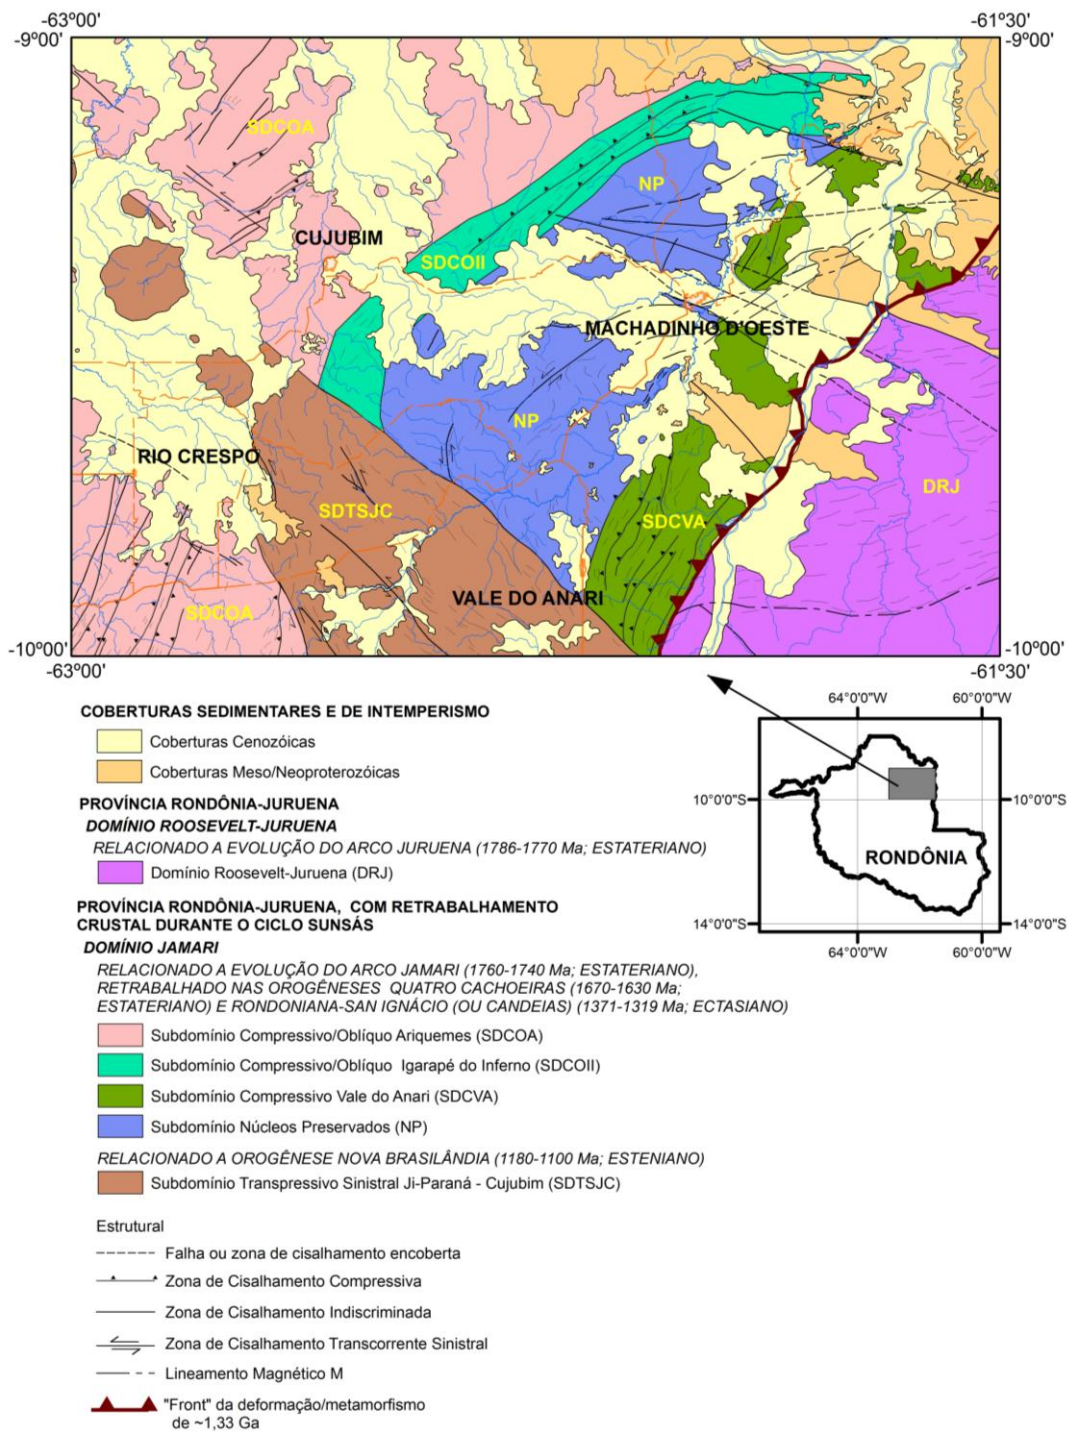 -63º00'
-61º30'
-9º00'
-9º00'
SDCOA
NP
CUJUBIM
SDCOII
MACHADINHO D'OESTE
NP
RIO CRESPO
DRJ
SDTSJC
SDCVA
SDCOA
VALE DO ANARI
-10º00'
-10º00'
-63º00'
-61º30'
COBERTURAS SEDIMENTARES E DE INTEMPERISMO
Coberturas Cenozóicas
Coberturas Meso/Neoproterozóicas
PROVÍNCIA RONDÔNIA-JURUENA
DOMÍNIO ROOSEVELT-JURUENA
RELACIONADO A EVOLUÇÃO DO ARCO JURUENA (1786-1770 Ma; ESTATERIANO)
Domínio Roosevelt-Juruena (DRJ)
PROVÍNCIA RONDÔNIA-JURUENA, COM RETRABALHAMENTO
CRUSTAL DURANTE O CICLO SUNSÁS
DOMÍNIO JAMARI
RELACIONADO A EVOLUÇÃO DO ARCO JAMARI (1760-1740 Ma; ESTATERIANO),
RETRABALHADO NAS OROGÊNESES QUATRO CACHOEIRAS (1670-1630 Ma;
ESTATERIANO) E RONDONIANA-SAN IGNÁCIO (OU CANDEIAS) (1371-1319 Ma; ECTASIANO)
Subdomínio Compressivo/Oblíquo Ariquemes (SDCOA)
Subdomínio Compressivo/Oblíquo Igarapé do Inferno (SDCOII)
Subdomínio Compressivo Vale do Anari (SDCVA)
Subdomínio Núcleos Preservados (NP)
RELACIONADO A OROGÊNESE NOVA BRASILÂNDIA (1180-1100 Ma; ESTENIANO)
Subdomínio Transpressivo Sinistral Ji-Paraná - Cujubim (SDTSJC)
Estrutural
Falha ou zona de cisalhamento encoberta
Zona de Cisalhamento Compressiva
Zona de Cisalhamento Indiscriminada
Zona de Cisalhamento Transcorrente Sinistral
Lineamento Magnético M
"Front" da deformação/metamorfismo
de ~1,33 Ga
64°0'0"W
60°0'0"W
10°0'0"S
10°0'0"S
RONDÔNIA
14°0'0"S
14°0'0"S
64°0'0"W
60°0'0"W